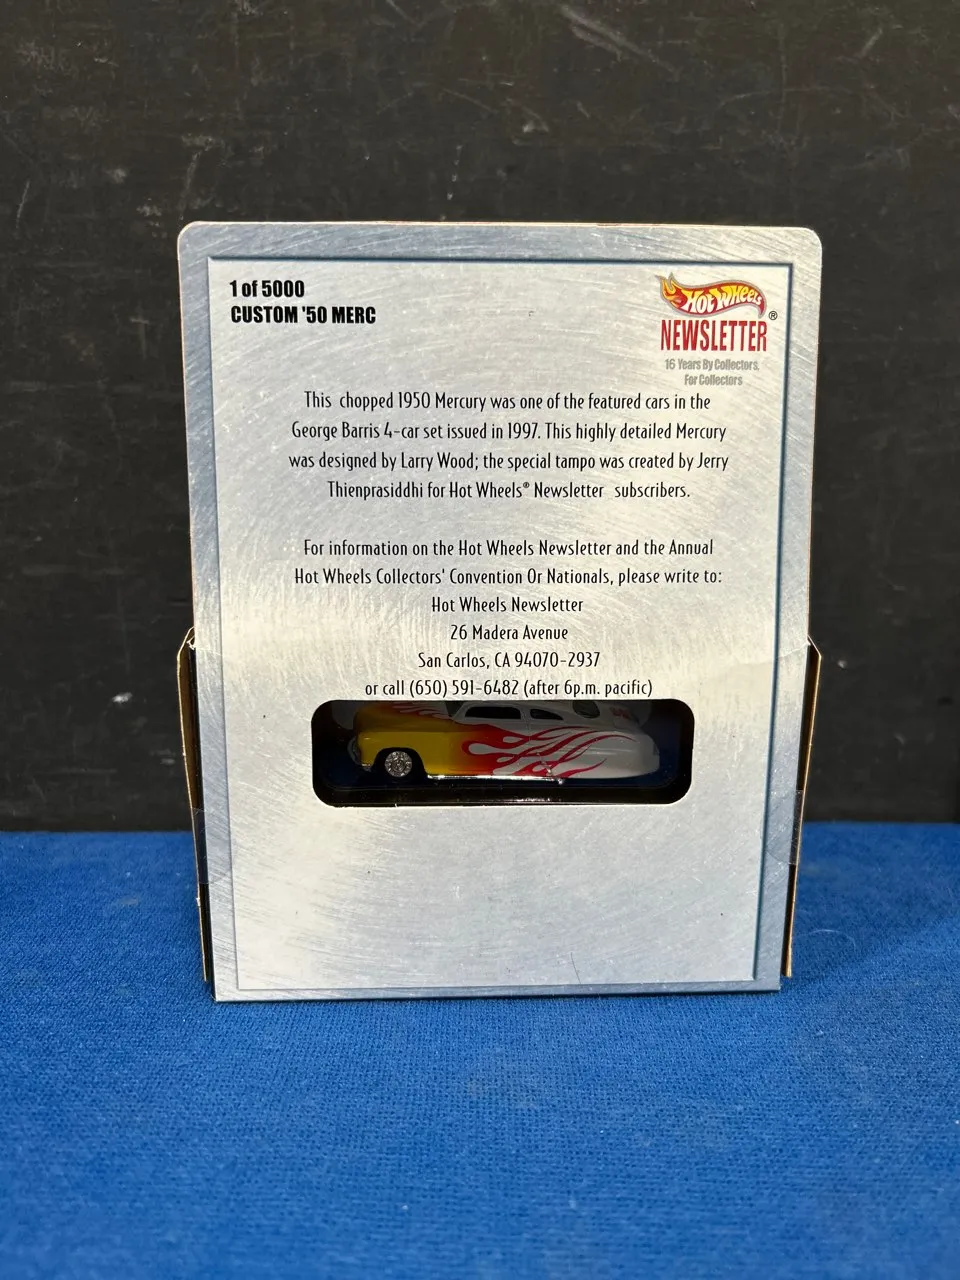 1 of 5000
CUSTOM '50 MERC
HOT WHEELS
NEWSLETTER ®
16 Years By Collectors,
For Collectors
This chopped 1950 Mercury was one of the featured cars in the
George Barris 4-car set issued in 1997. This highly detailed Mercury
was designed by Larry Wood; the special tampo was created by Jerry
Thienprasiddhi for Hot Wheels® Newsletter subscribers.
For information on the Hot Wheels Newsletter and the Annual
Hot Wheels Collectors' Convention Or Nationals, please write to:
Hot Wheels Newsletter
26 Madera Avenue
San Carlos, CA 94070-2937
or call (650) 591-6482 (after 6p.m. pacific)